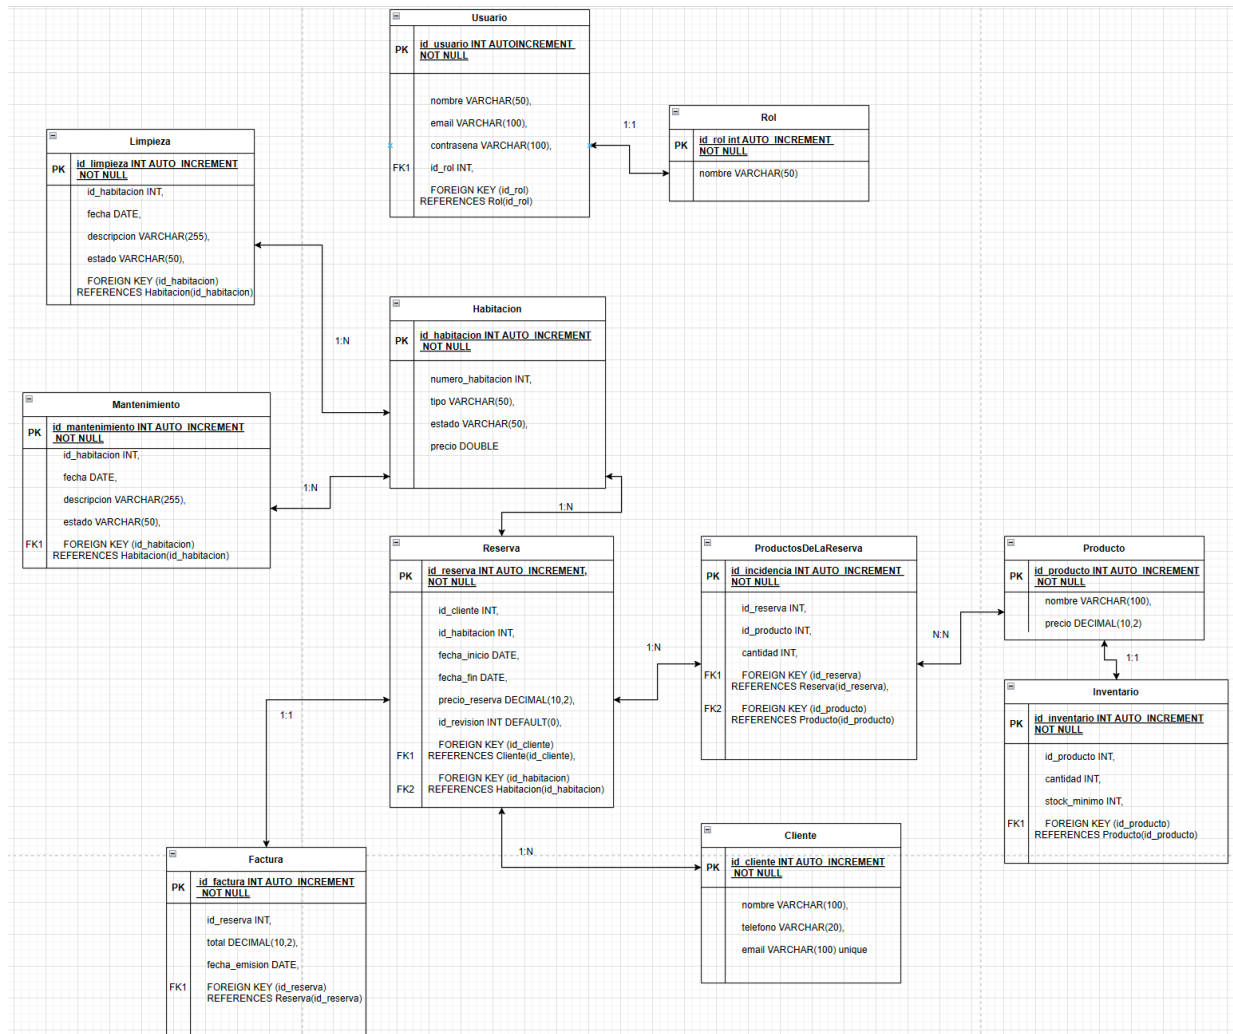 Usuario
PK
id_usuario INT AUTOINCREMENT
NOT NULL
nombre VARCHAR(50),
email VARCHAR(100),
contrasena VARCHAR(100),
FK1
id_rol INT,
FOREIGN KEY (id_rol)
REFERENCES Rol(id_rol)
1:1
Rol
PK
id_rol int AUTO_INCREMENT
NOT NULL
nombre VARCHAR(50)
Limpieza
PK
id_limpieza INT AUTO_INCREMENT
NOT NULL
id_habitacion INT,
fecha DATE,
descripcion VARCHAR(255),
estado VARCHAR(50),
FOREIGN KEY (id_habitacion)
REFERENCES Habitacion(id_habitacion)
1:N
Habitacion
PK
id_habitacion INT AUTO_INCREMENT
NOT NULL
numero_habitacion INT,
tipo VARCHAR(50),
estado VARCHAR(50),
precio DOUBLE
Mantenimiento
PK
id_mantenimiento INT AUTO_INCREMENT
NOT NULL
id_habitacion INT,
fecha DATE,
descripcion VARCHAR(255),
estado VARCHAR(50),
FK1
FOREIGN KEY (id_habitacion)
REFERENCES Habitacion(id_habitacion)
1:N
1:N
Reserva
PK
id_reserva INT AUTO_INCREMENT,
NOT NULL
id_cliente INT,
id_habitacion INT,
fecha_inicio DATE,
fecha_fin DATE,
precio_reserva DECIMAL(10,2),
id_revision INT DEFAULT(0),
FOREIGN KEY (id_cliente)
FK1
REFERENCES Cliente(id_cliente),
FOREIGN KEY (id_habitacion)
FK2
REFERENCES Habitacion(id_habitacion)
1:N
ProductosDeLaReserva
PK
id_incidencia INT AUTO_INCREMENT
NOT NULL
id_reserva INT,
id_producto INT,
cantidad INT,
FK1
FOREIGN KEY (id_reserva)
REFERENCES Reserva(id_reserva),
FK2
FOREIGN KEY (id_producto)
REFERENCES Producto(id_producto)
N:N
Producto
PK
id_producto INT AUTO_INCREMENT
NOT NULL
nombre VARCHAR(100),
precio DECIMAL(10,2)
1:1
Inventario
PK
id_inventario INT AUTO_INCREMENT
NOT NULL
id_producto INT,
cantidad INT,
stock_minimo INT,
FK1
FOREIGN KEY (id_producto)
REFERENCES Producto(id_producto)
1:1
1:N
Cliente
PK
id_cliente INT AUTO_INCREMENT
NOT NULL
nombre VARCHAR(100),
telefono VARCHAR(20),
email VARCHAR(100) unique
Factura
PK
id_factura INT AUTO_INCREMENT
NOT NULL
id_reserva INT,
total DECIMAL(10,2),
fecha_emision DATE,
FK1
FOREIGN KEY (id_reserva)
REFERENCES Reserva(id_reserva)